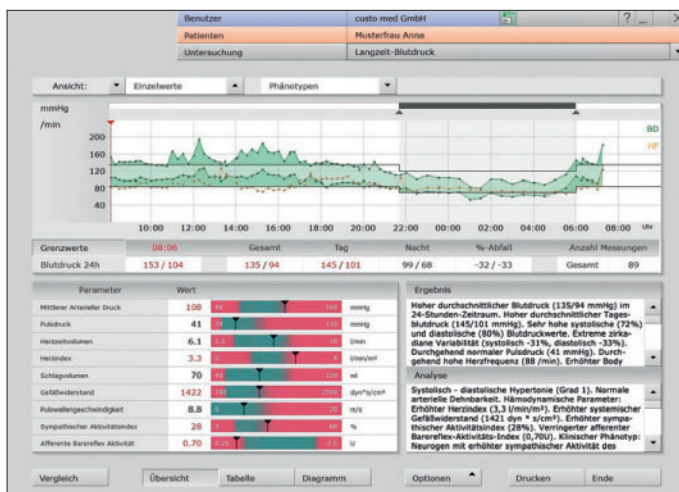 Benutzer custo med GmbH
Patienten Musterfrau Anna
Untersuchung Langzeit-Blutdruck
Ansicht: Einzelwerte Phänotypen
mmHg
/min
200
160
120
80
40
BD
HF
10:00 12:00 14:00 16:00 18:00 20:00 22:00 00:00 02:00 04:00 06:00 08:00 Uhr
Grenzwerte 08:06 Gesamt Tag Nacht %-Abfall Anzahl Messungen
Blutdruck 24h 153 / 104 135 / 94 145 / 101 99 / 68 -32 / -33 Gesamt 89
Parameter Wert
Mittlerer Arterieller Druck 108 mmHg
Pulsdruck 41 mmHg
Herzzeitvolumen 6.1 l/min
Herzindex 3.3 l/min/m²
Schlagvolumen 70 ml
Gefäßwiderstand 1422 dyn*s/cm⁵
Pulswellengeschwindigkeit 8.8 m/s
Sympathischer Aktivitätsindex 28 %
Afferente Baroreflex Aktivität 0.70 U
Ergebnis
Hoher durchschnittlicher Blutdruck (135/94 mmHg) im
24-Stunden-Zeitraum. Hoher durchschnittlicher Tages-
blutdruck (145/101 mmHg). Sehr hohe systolische (72%)
und diastolische (80%) Blutdruckwerte. Extreme zirka-
diane Variabilität (systolisch -31%, diastolisch -33%).
Durchgehend normaler Pulsdruck (41 mmHg). Durch-
gehend hohe Herzfrequenz (88 /min). Erhöhter Body
Analyse
Systolisch - diastolische Hypertonie (Grad 1). Normale
arterielle Dehnbarkeit. Hämodynamische Parameter:
Erhöhter Herzindex (3,3 l/min/m²). Erhöhter systemischer
Gefäßwiderstand (1421 dyn * s/cm⁵). Erhöhter sympa-
thischer Aktivitätsindex (28%). Verringerter afferenter
Baroreflex-Aktivitäts-Index (0,70U). Klinischer Phänotyp:
Neurogen mit erhöhter sympathischer Aktivität des
Vergleich Übersicht Tabelle Diagramm Optionen Drucken Ende